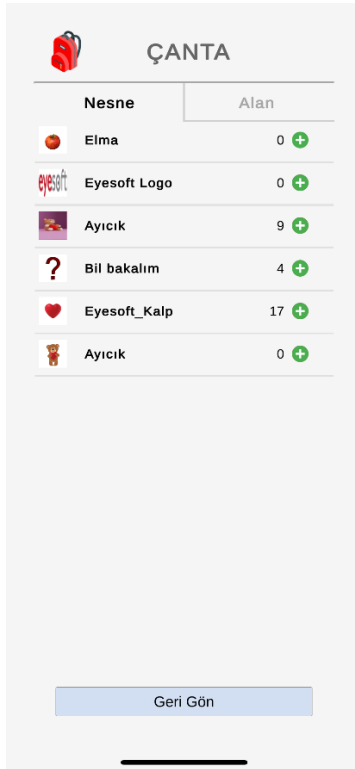 ÇANTA
Nesne
Alan
Elma 0
eyesoft Eyesoft Logo 0
Ayıcık 9
? Bil bakalım 4
Eyesoft_Kalp 17
Ayıcık 0
Geri Gön